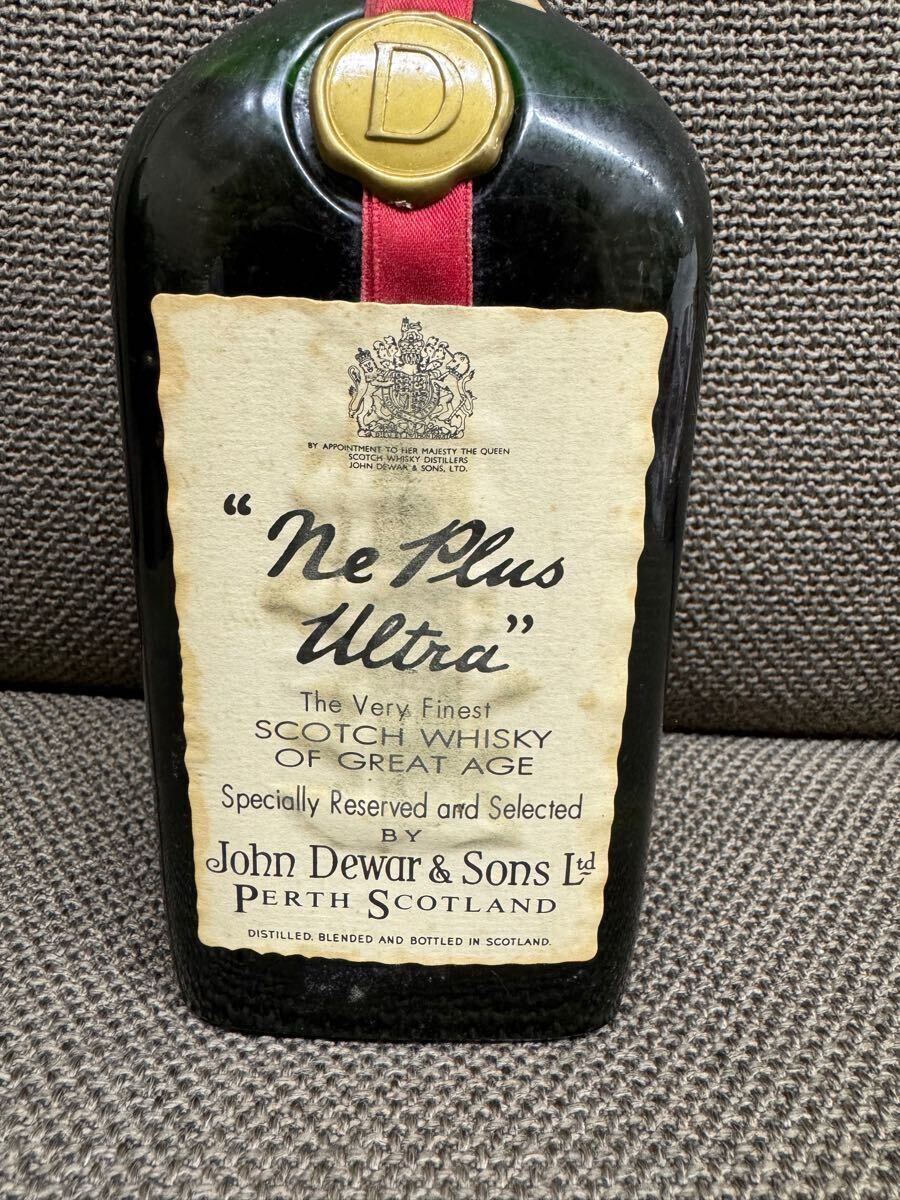 D
BY APPOINTMENT TO HER MAJESTY THE QUEEN
SCOTCH WHISKY DISTILLERS
JOHN DEWAR & SONS, LTD.
“Ne Plus
Ultra”
The Very Finest
SCOTCH WHISKY
OF GREAT AGE
Specially Reserved and Selected
BY
John Dewar & Sons Ltd
PERTH SCOTLAND
DISTILLED, BLENDED AND BOTTLED IN SCOTLAND.